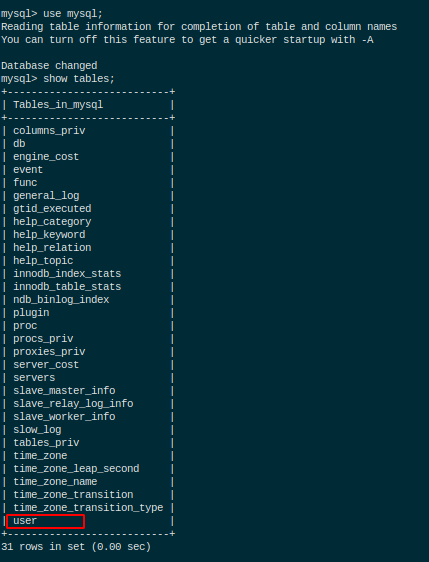 mysql> use mysql;
Reading table information for completion of table and column names
You can turn off this feature to get a quicker startup with -A

Database changed
mysql> show tables;
+---------------------------+
| Tables_in_mysql           |
+---------------------------+
| columns_priv              |
| db                        |
| engine_cost               |
| event                     |
| func                      |
| general_log               |
| gtid_executed             |
| help_category             |
| help_keyword              |
| help_relation             |
| help_topic                |
| innodb_index_stats        |
| innodb_table_stats        |
| ndb_binlog_index          |
| plugin                    |
| proc                      |
| procs_priv                |
| proxies_priv              |
| server_cost               |
| servers                   |
| slave_master_info         |
| slave_relay_log_info      |
| slave_worker_info         |
| slow_log                  |
| tables_priv               |
| time_zone                 |
| time_zone_leap_second     |
| time_zone_name            |
| time_zone_transition      |
| time_zone_transition_type |
| user                      |
+---------------------------+
31 rows in set (0.00 sec)